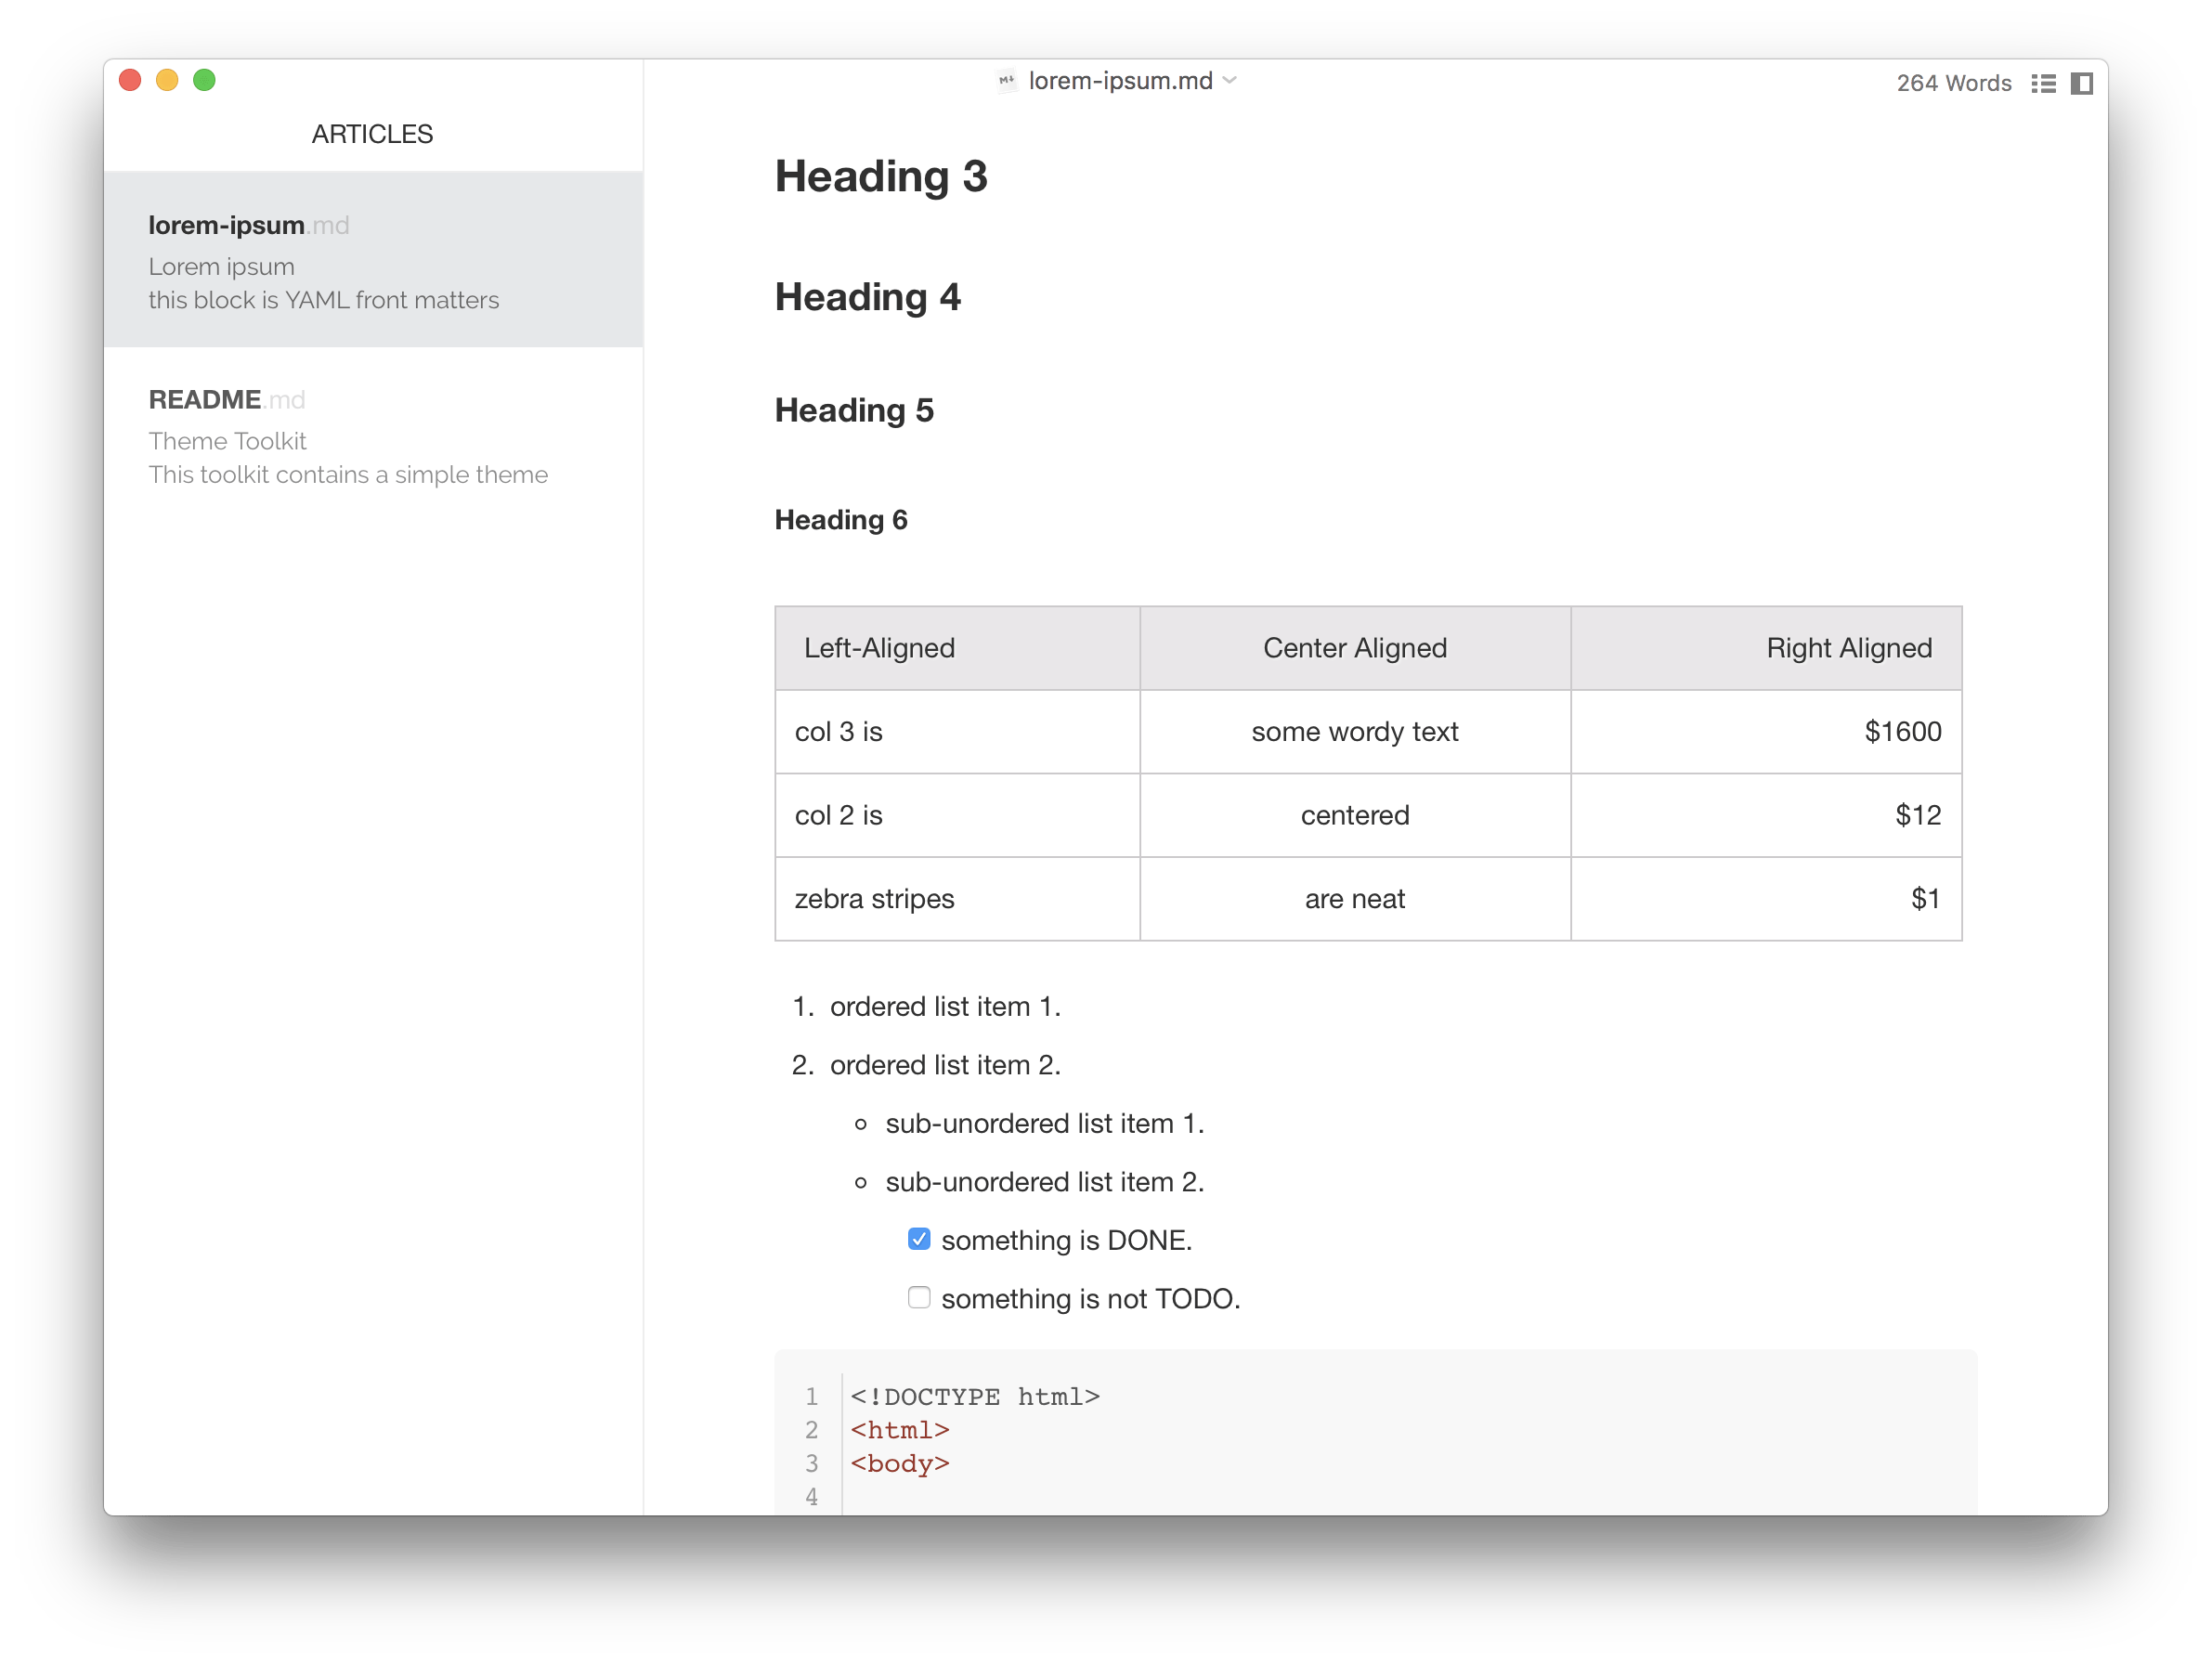 lorem-ipsum.md
264 Words
ARTICLES
lorem-ipsum.md
Lorem ipsum
this block is YAML front matters
README.md
Theme Toolkit
This toolkit contains a simple theme
Heading 3
Heading 4
Heading 5
Heading 6
Left-Aligned Center Aligned Right Aligned
col 3 is some wordy text $1600
col 2 is centered $12
zebra stripes are neat $1
1. ordered list item 1.
2. ordered list item 2.
sub-unordered list item 1.
sub-unordered list item 2.
something is DONE.
something is not TODO.
1 <!DOCTYPE html>
2 <html>
3 <body>
4